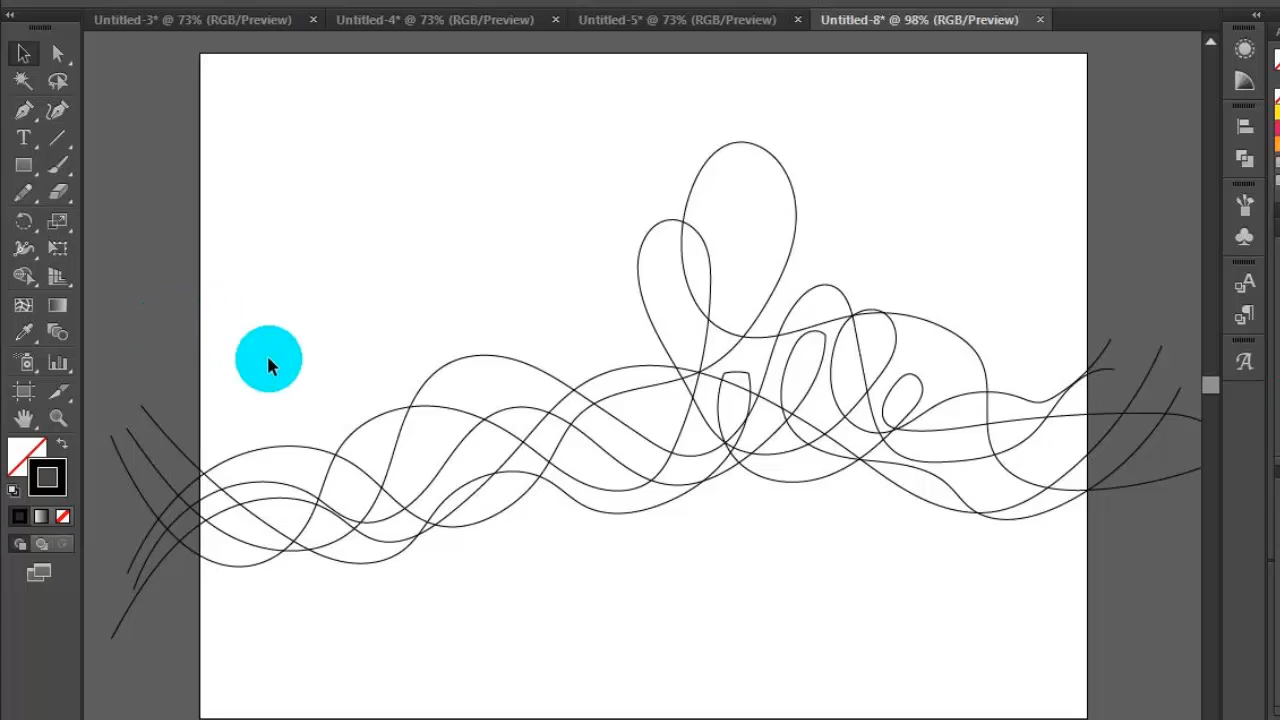 Untitled-3* @ 73% (RGB/Preview)
Untitled-4* @ 73% (RGB/Preview)
Untitled-5* @ 73% (RGB/Preview)
Untitled-8* @ 98% (RGB/Preview)